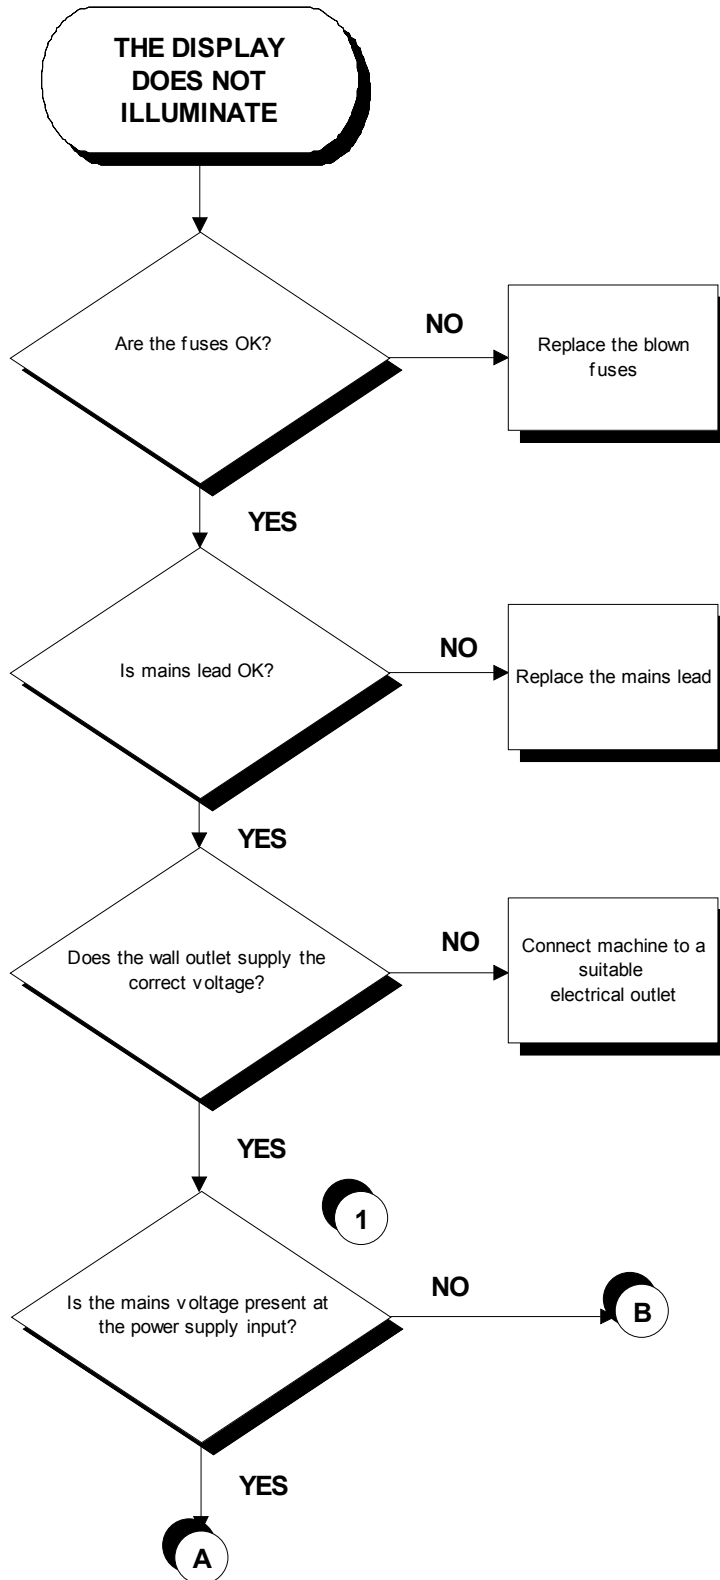 THE DISPLAY
DOES NOT
ILLUMINATE
Are the fuses OK?
NO
Replace the blown
fuses
YES
Is mains lead OK?
NO
Replace the mains lead
YES
Does the wall outlet supply the
correct voltage?
NO
Connect machine to a
suitable
electrical outlet
YES
1
Is the mains voltage present at
the power supply input?
NO
B
YES
A